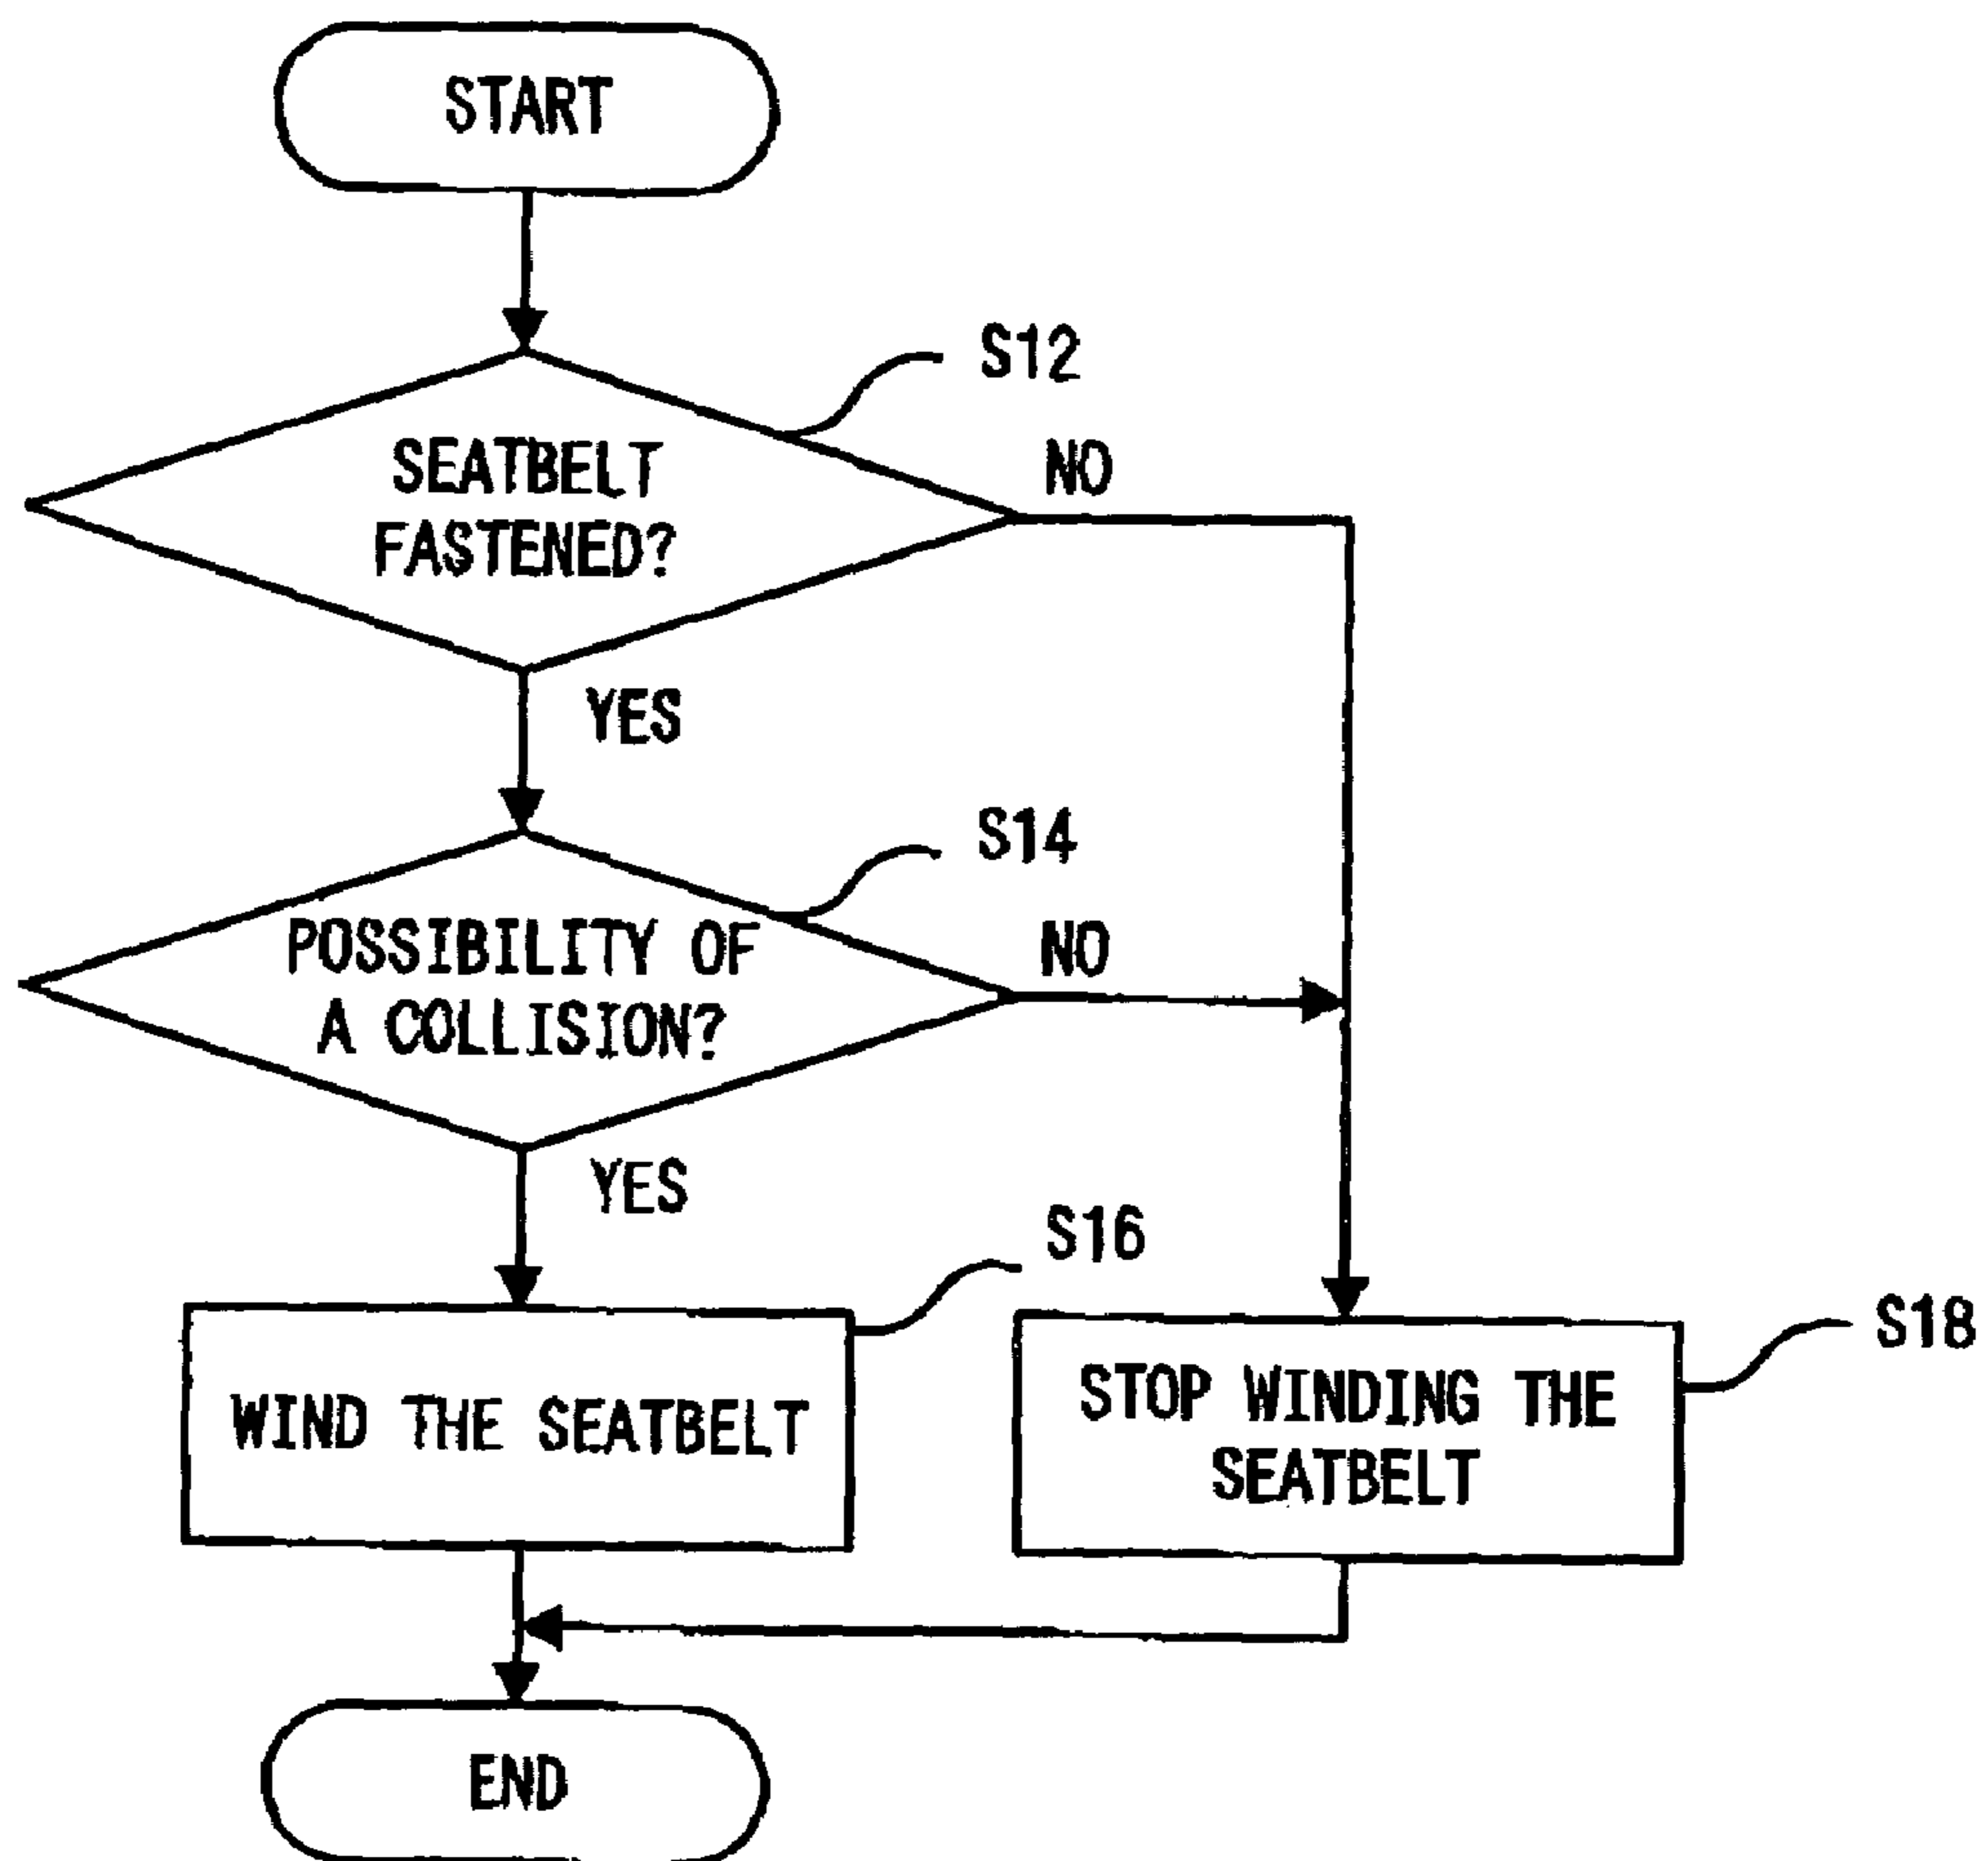 START
S12
SEATBELT
FASTENED?
NO
YES
S14
POSSIBILITY OF
A COLLISION?
NO
YES
S16
WIND THE SEATBELT
S18
STOP WINDING THE
SEATBELT
END